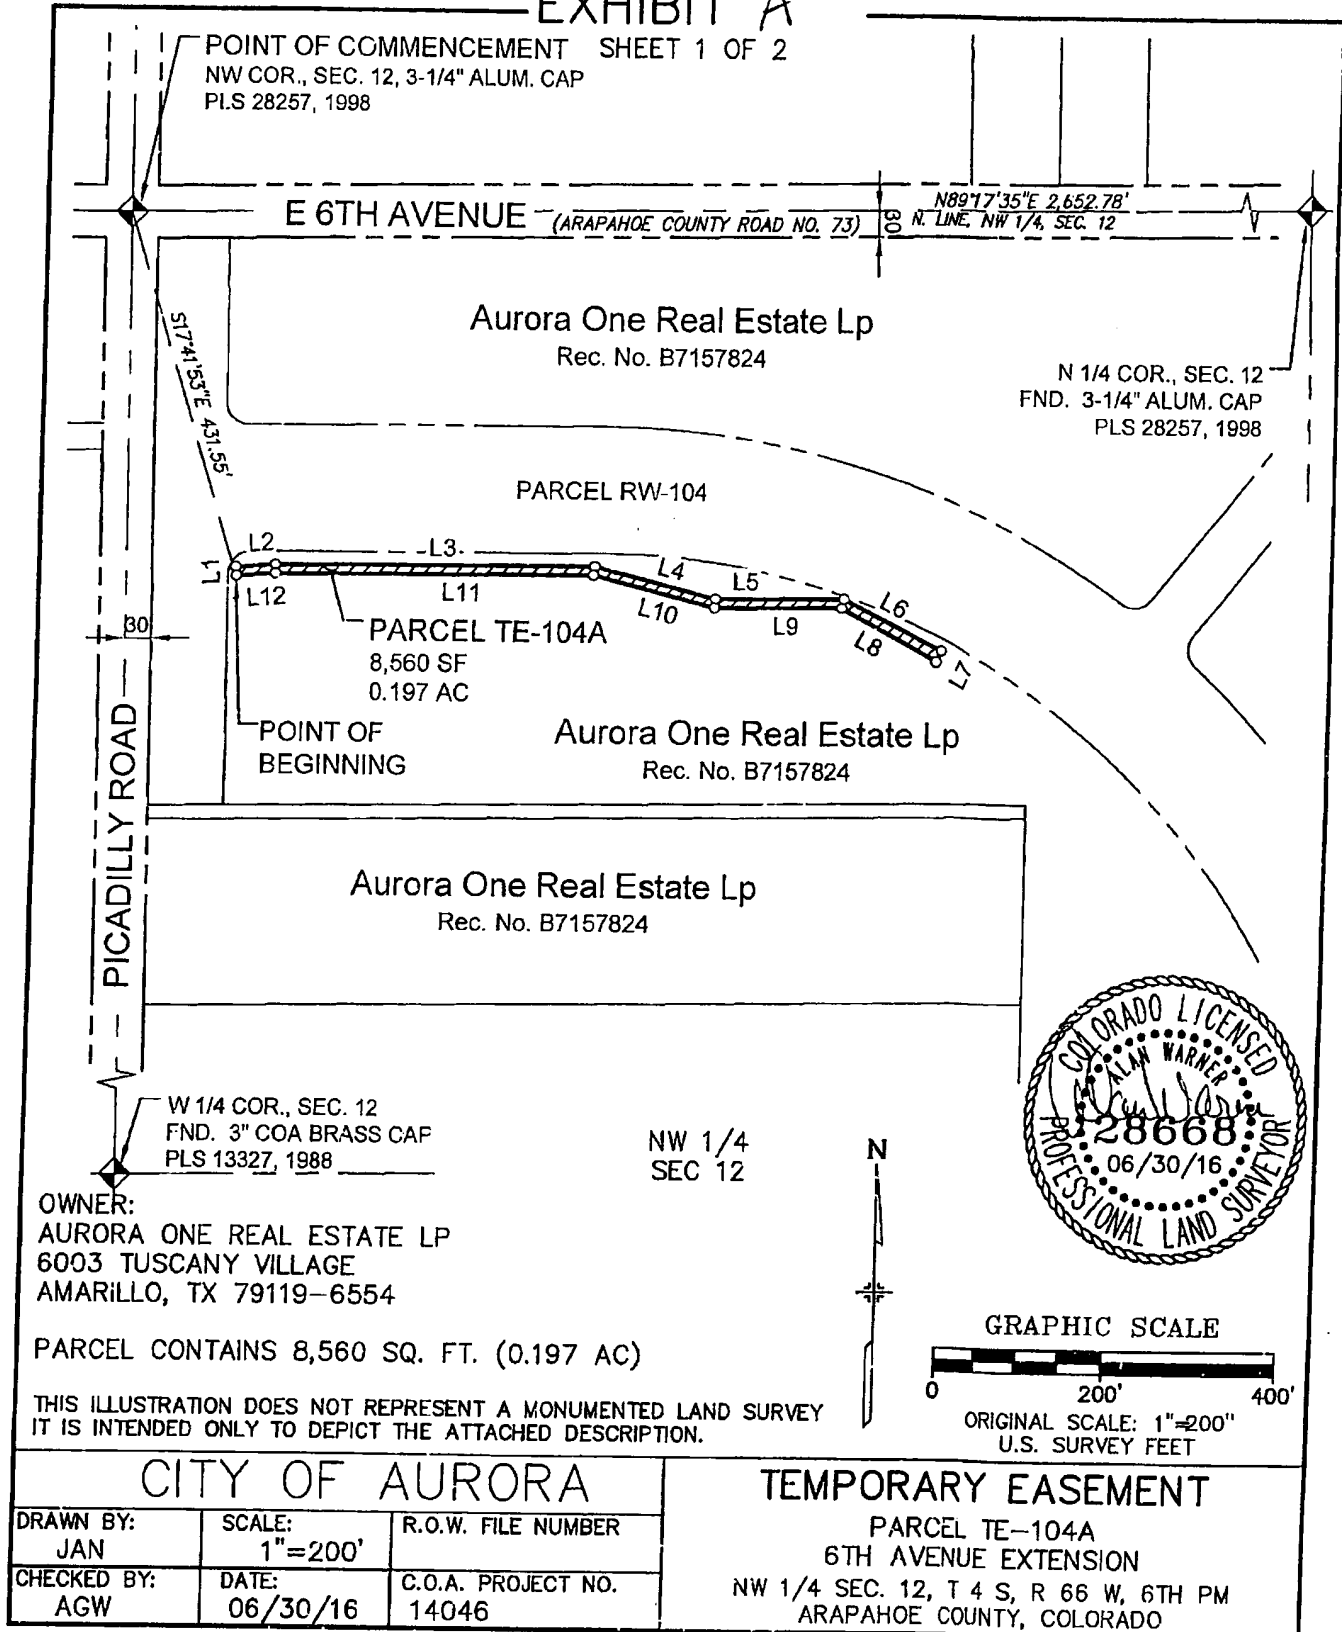 EXHIBIT A
POINT OF COMMENCEMENT SHEET 1 OF 2
NW COR., SEC. 12, 3-1/4" ALUM. CAP
PLS 28257, 1998
E 6TH AVENUE
(ARAPAHOE COUNTY ROAD NO. 73)
30
N89°17'35"E 2,652.78'
N. LINE, NW 1/4, SEC. 12
Aurora One Real Estate Lp
Rec. No. B7157824
S17°41'53"E 431.55'
N 1/4 COR., SEC. 12
FND. 3-1/4" ALUM. CAP
PLS 28257, 1998
PARCEL RW-104
L1
L2
L3
L4
L5
L6
L7
L8
L9
L10
L11
L12
30
PARCEL TE-104A
8,560 SF
0.197 AC
POINT OF
BEGINNING
Aurora One Real Estate Lp
Rec. No. B7157824
PICADILLY ROAD
Aurora One Real Estate Lp
Rec. No. B7157824
W 1/4 COR., SEC. 12
FND. 3" COA BRASS CAP
PLS 13327, 1988
NW 1/4
SEC 12
N
COLORADO LICENSED
ALAN WARNER
28668
06/30/16
PROFESSIONAL LAND SURVEYOR
OWNER:
AURORA ONE REAL ESTATE LP
6003 TUSCANY VILLAGE
AMARILLO, TX 79119-6554
PARCEL CONTAINS 8,560 SQ. FT. (0.197 AC)
THIS ILLUSTRATION DOES NOT REPRESENT A MONUMENTED LAND SURVEY
IT IS INTENDED ONLY TO DEPICT THE ATTACHED DESCRIPTION.
GRAPHIC SCALE
0 200' 400'
ORIGINAL SCALE: 1"=200"
U.S. SURVEY FEET
CITY OF AURORA
DRAWN BY:
JAN
SCALE:
1"=200'
R.O.W. FILE NUMBER
CHECKED BY:
AGW
DATE:
06/30/16
C.O.A. PROJECT NO.
14046
TEMPORARY EASEMENT
PARCEL TE-104A
6TH AVENUE EXTENSION
NW 1/4 SEC. 12, T 4 S, R 66 W, 6TH PM
ARAPAHOE COUNTY, COLORADO